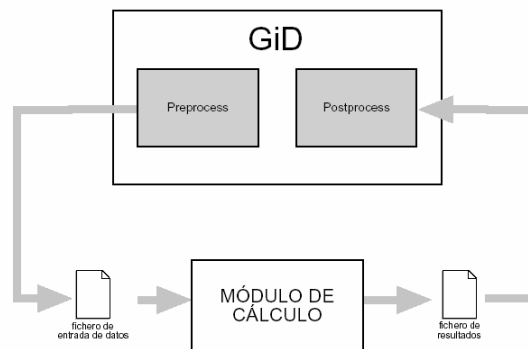 GiD
Preprocess
Postprocess
fichero de
entrada de datos
MÓDULO DE
CÁLCULO
fichero de
resultados